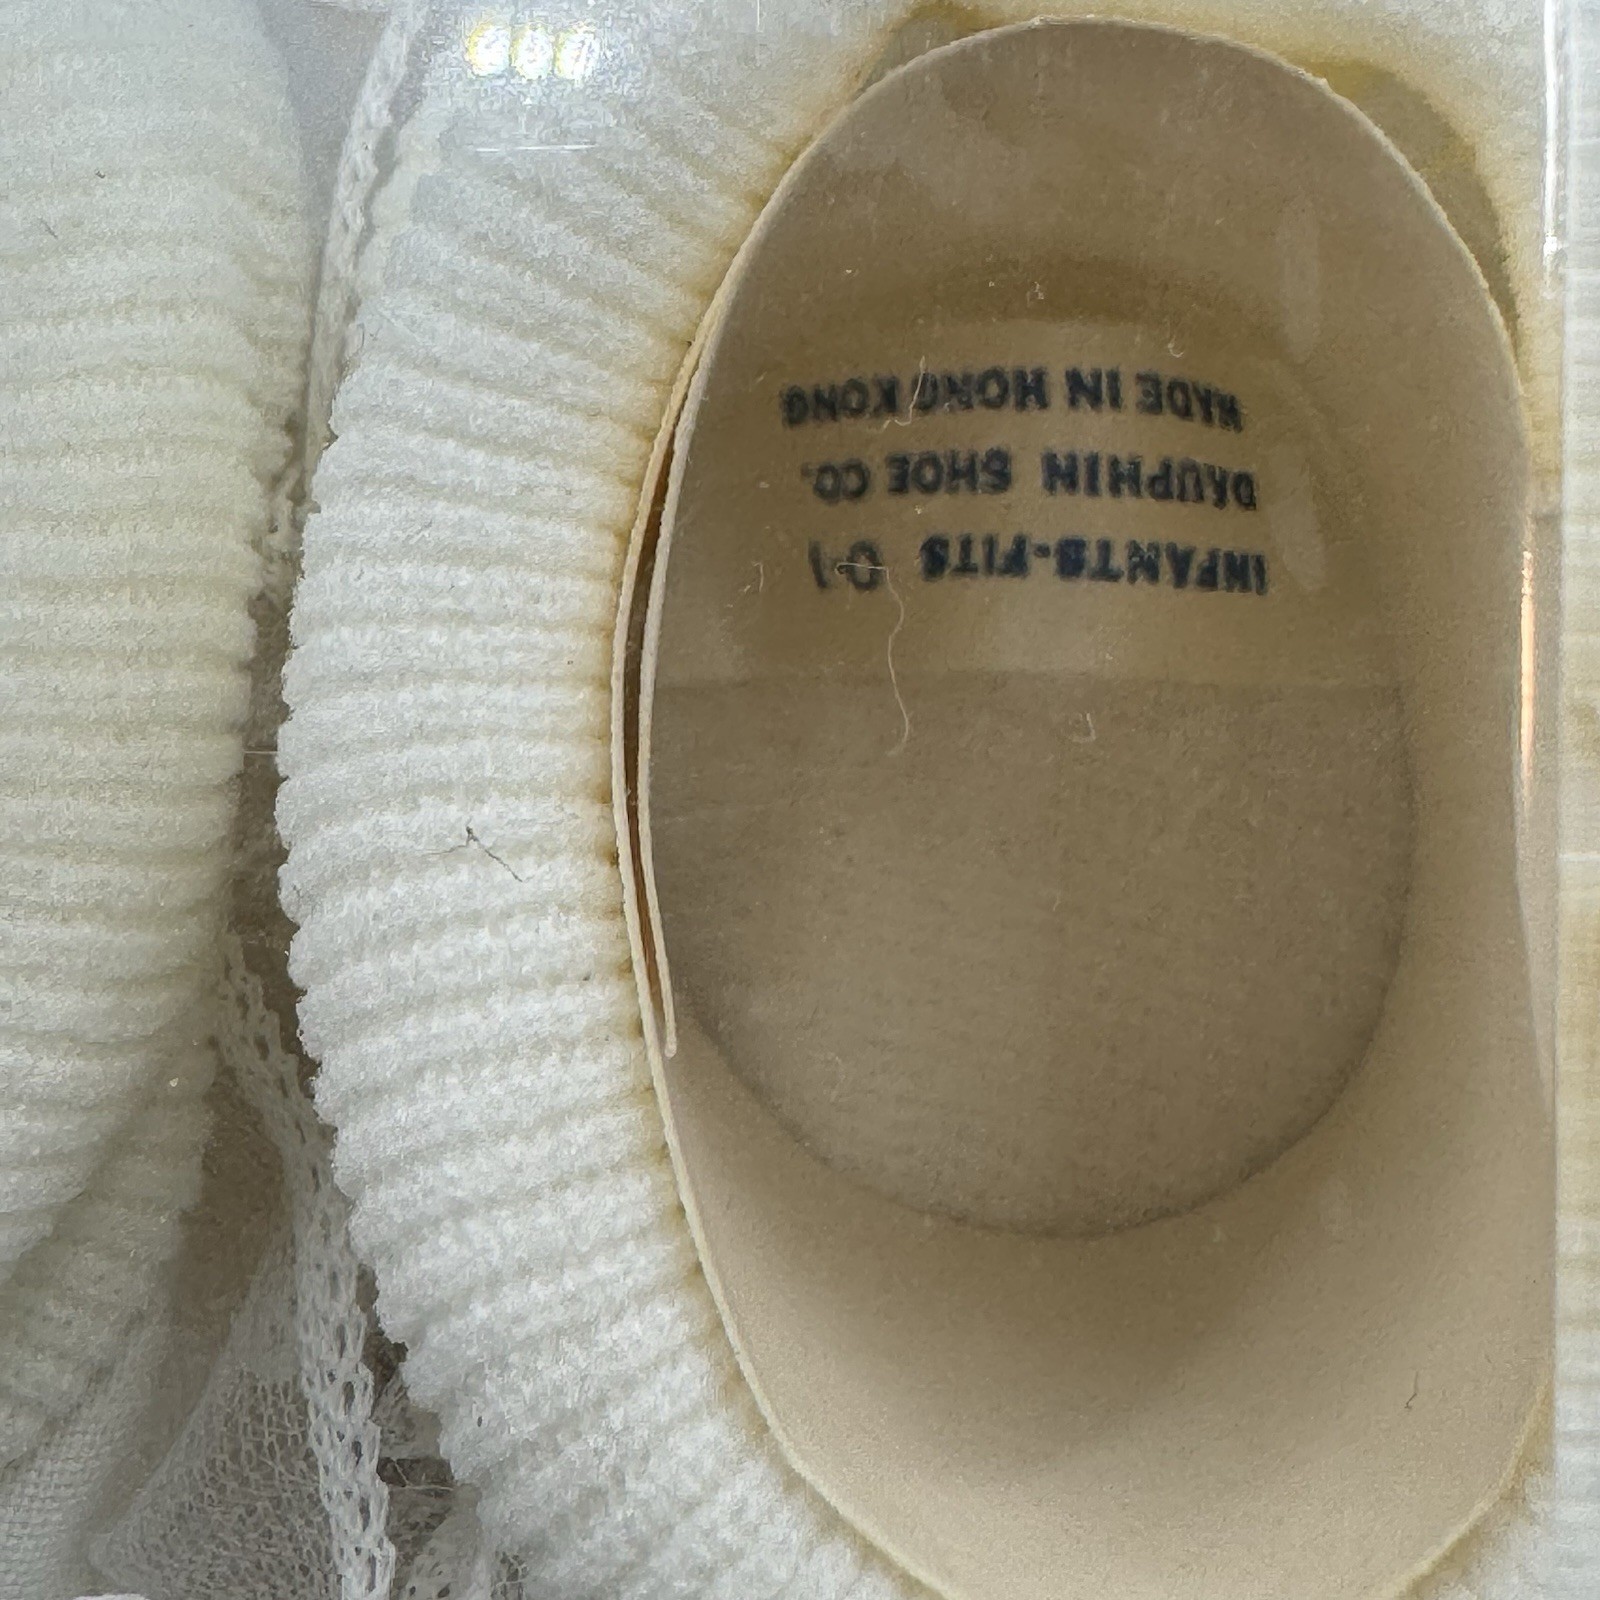 INFANTS-FITS 0-1
DAUPHIN SHOE CO.
MADE IN HONG KONG